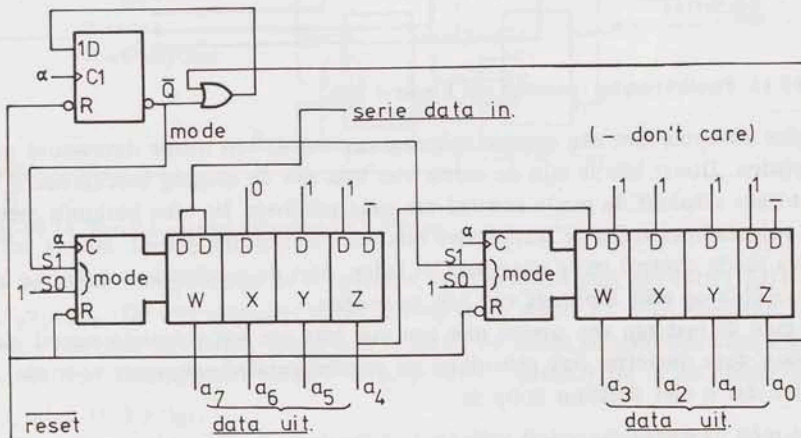 1D
α C1
R Q̅
mode
serie data in.
(- don't care)
0 1 1 -
1 1 1 1 -
α C D D D D D D
S1
1 S0 mode
R
W X Y Z
α C D D D D D
S1
1 S0 mode
R
W X Y Z
a7 a6 a5 a4
a3 a2 a1 a0
reset
data uit.
data uit.